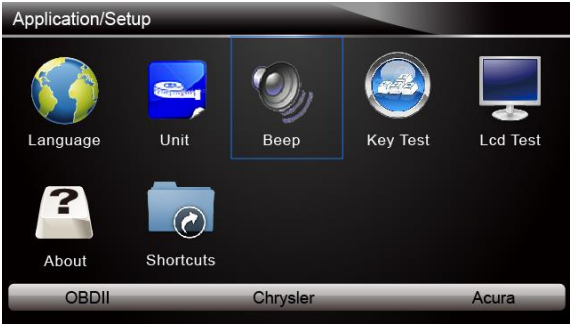 Application/Setup
Language Unit Beep Key Test Lcd Test
?
About Shortcuts
OBDII Chrysler Acura